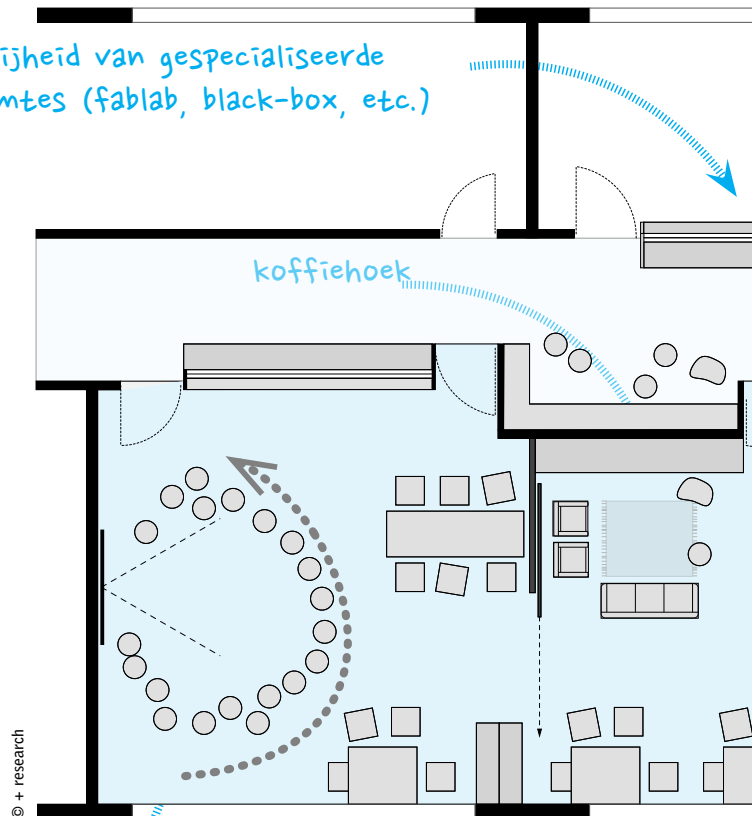 ijheid van gespecialiseerde
mtes (fablab, black-box, etc.)
koffiehoek
© + research